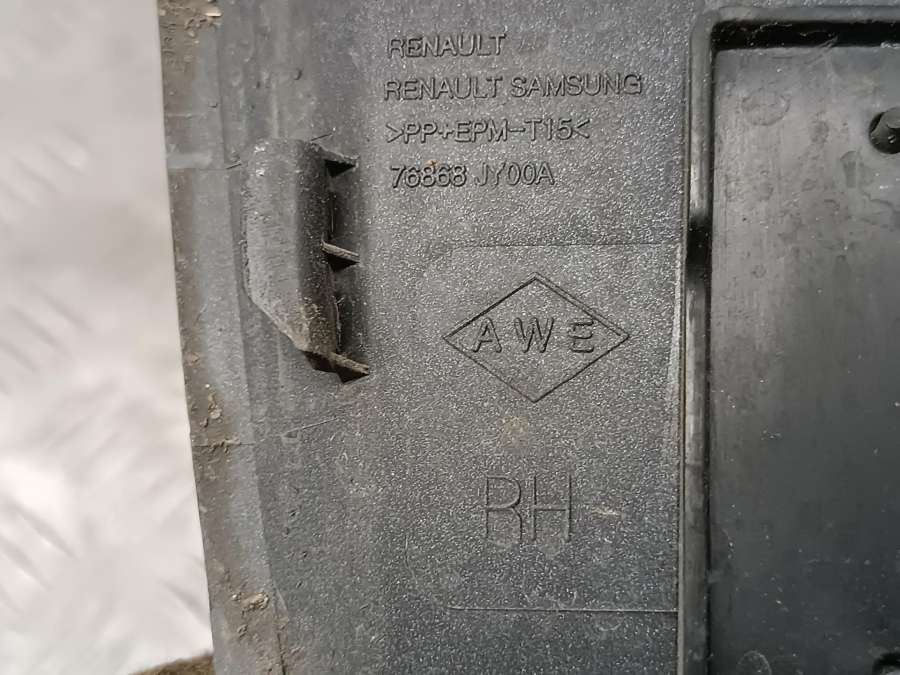 RENAULT
RENAULT SAMSUNG
>PP+EPM-T15<
76868 JY00A
AWE
RH